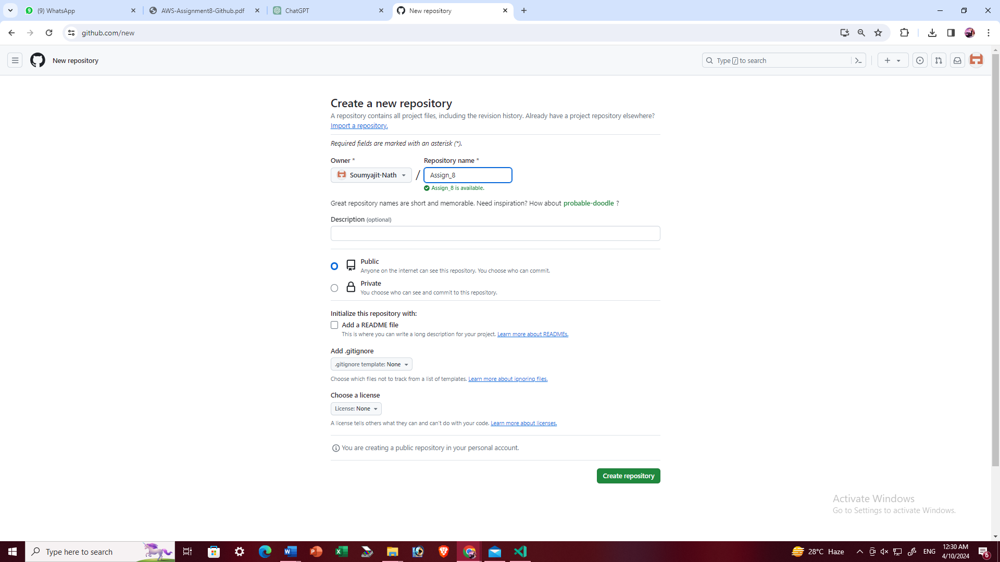 (9) WhatsApp
AWS-Assignment8-Github.pdf
ChatGPT
New repository
github.com/new
New repository
Type / to search
Create a new repository
A repository contains all project files, including the revision history. Already have a project repository elsewhere?
Import a repository.
Required fields are marked with an asterisk (*).
Owner *
Repository name *
Soumyajit-Nath
/
Assign_8
Assign_8 is available.
Great repository names are short and memorable. Need inspiration? How about probable-doodle ?
Description (optional)
Public
Anyone on the internet can see this repository. You choose who can commit.
Private
You choose who can see and commit to this repository.
Initialize this repository with:
Add a README file
This is where you can write a long description for your project. Learn more about READMEs.
Add .gitignore
.gitignore template: None
Choose which files not to track from a list of templates. Learn more about ignoring files.
Choose a license
License: None
A license tells others what they can and can't do with your code. Learn more about licenses.
You are creating a public repository in your personal account.
Create repository
Activate Windows
Go to Settings to activate Windows.
Type here to search
28°C Haze
ENG
12:30 AM
4/10/2024
6